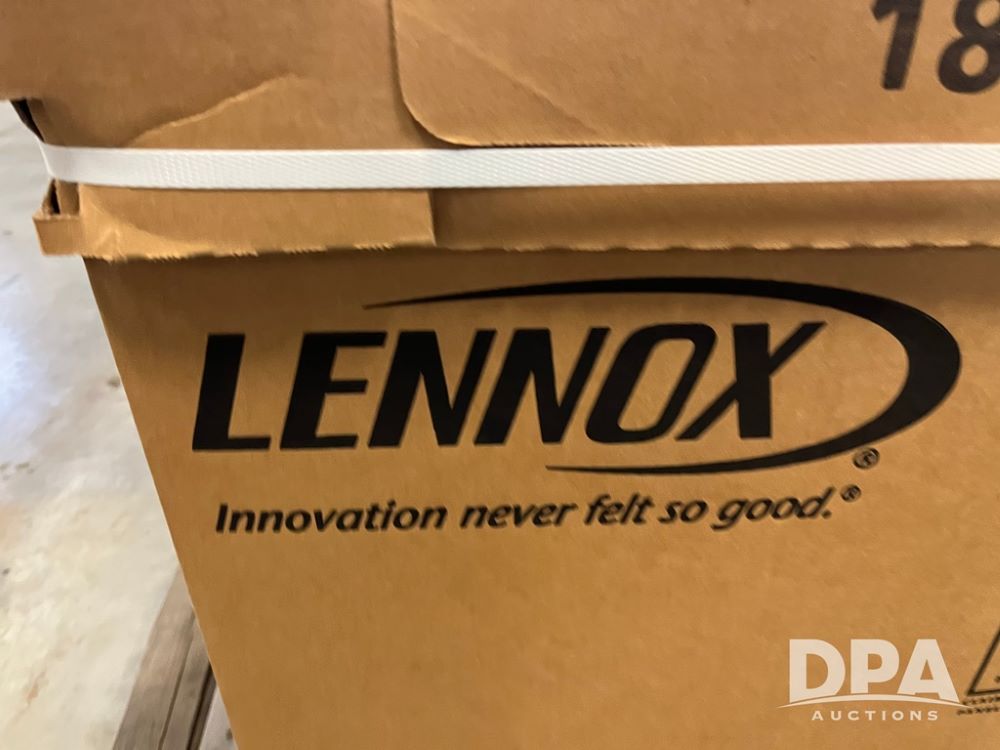 18
LENNOX®
Innovation never felt so good.®
DPA
AUCTIONS